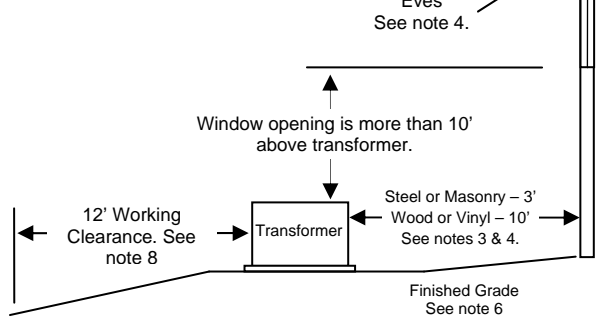 Eves
See note 4.
Window opening is more than 10’
above transformer.
12’ Working
Clearance. See
note 8
Transformer
Steel or Masonry – 3’
Wood or Vinyl – 10’
See notes 3 & 4.
Finished Grade
See note 6